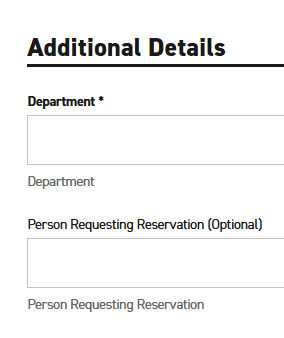 Additional Details
Department *
Department
Person Requesting Reservation (Optional)
Person Requesting Reservation